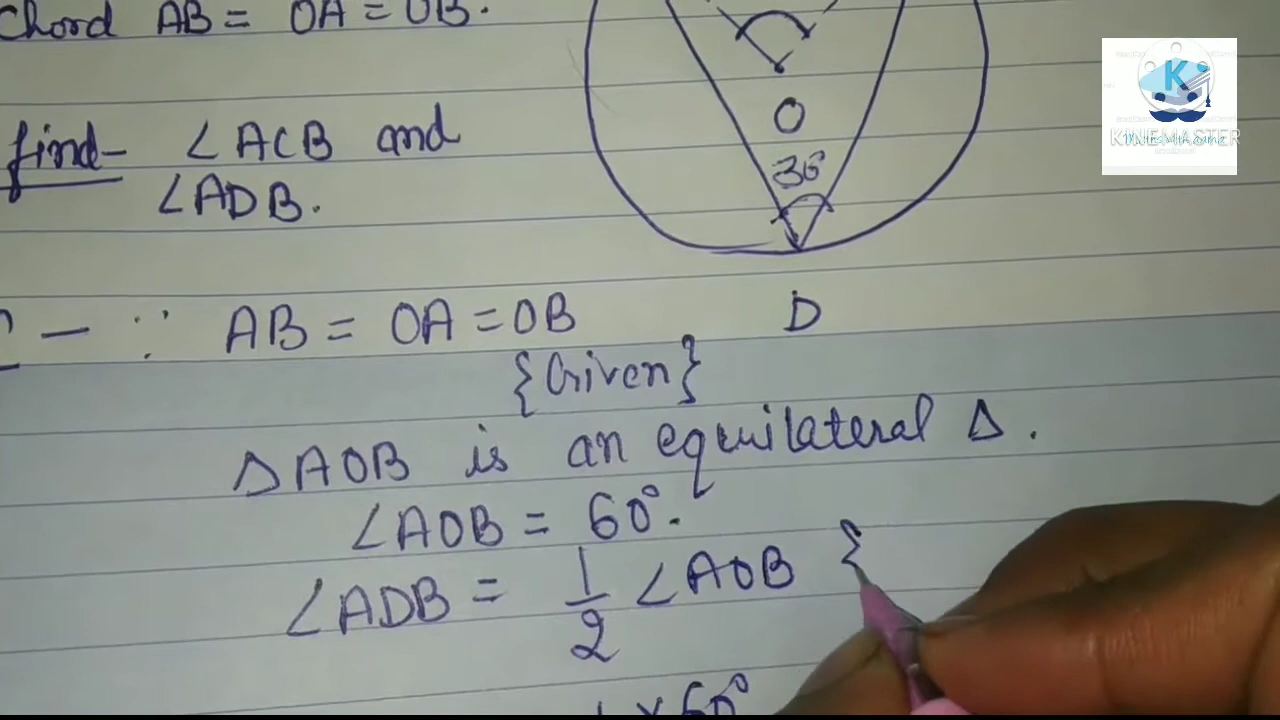 Chord AB = OA = OB.
find- ∠ACB and
∠ADB.
O
30°
D
— ∵ AB = OA = OB
{Given}
△AOB is an equilateral △.
∠AOB = 60°.
∠ADB = 1/2 ∠AOB {
× 60°
K
KINEMASTER